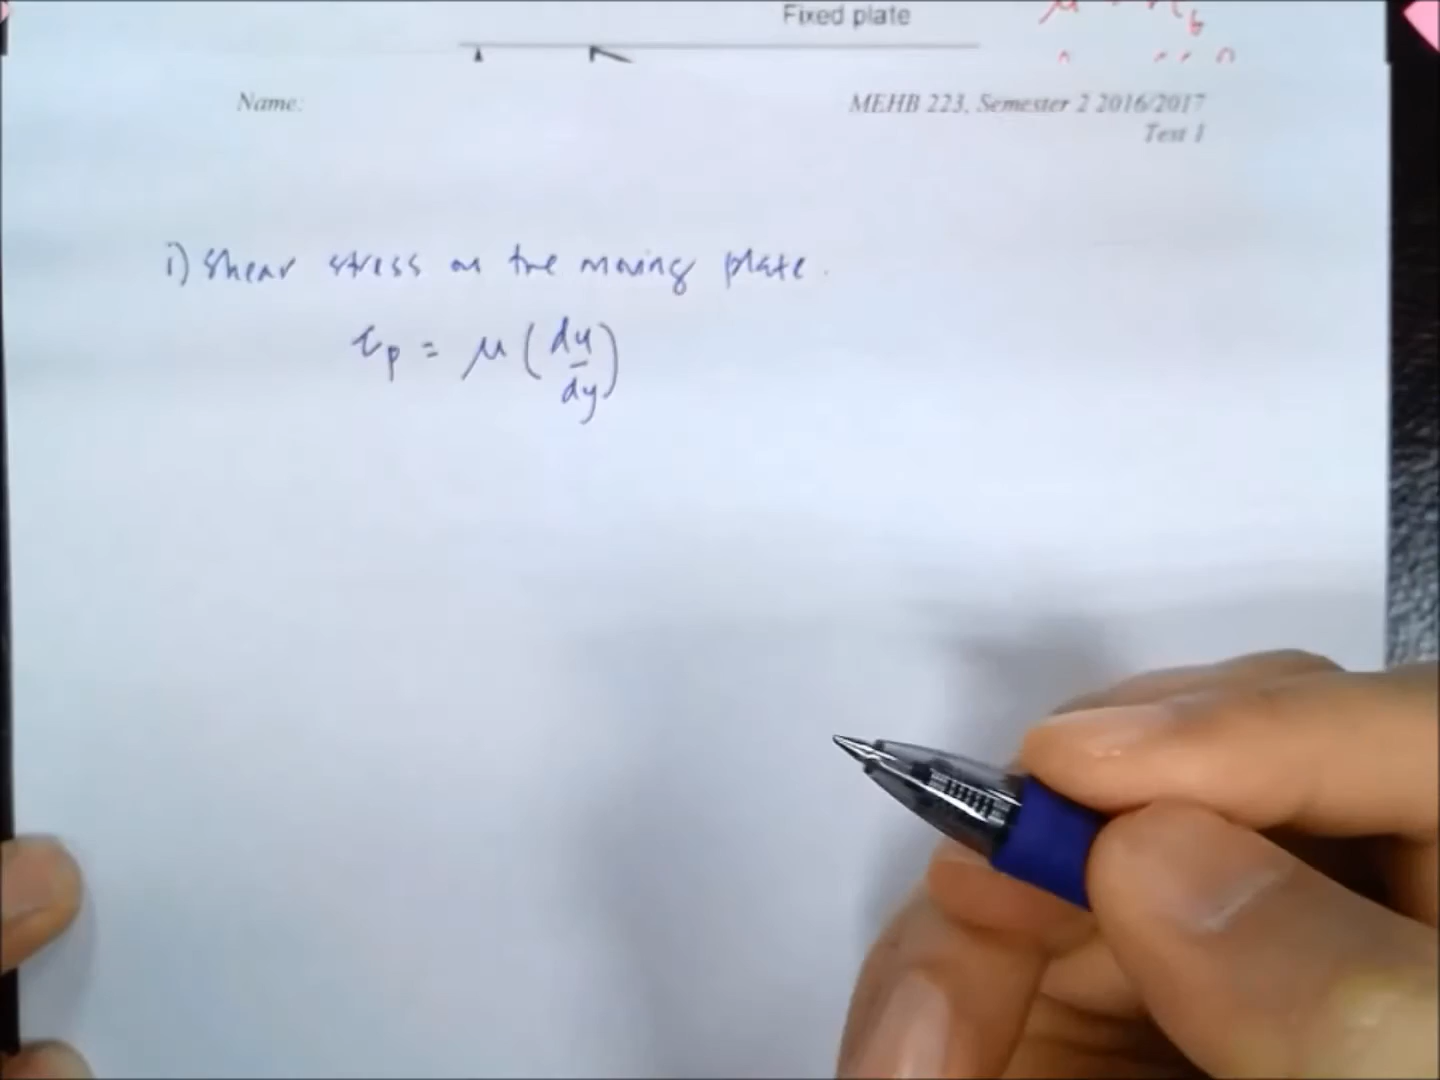 Fixed plate
Name:
MEHB 223, Semester 2 2016/2017
Test 1
i) Shear stress on the moving plate.
τp = μ (du/dy)